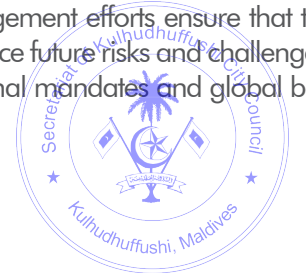 gement efforts ensure that t
ce future risks and challeng
nal mandates and global b
Secretariat of Kulhudhuffushi City Council
Kulhudhuffushi, Maldives